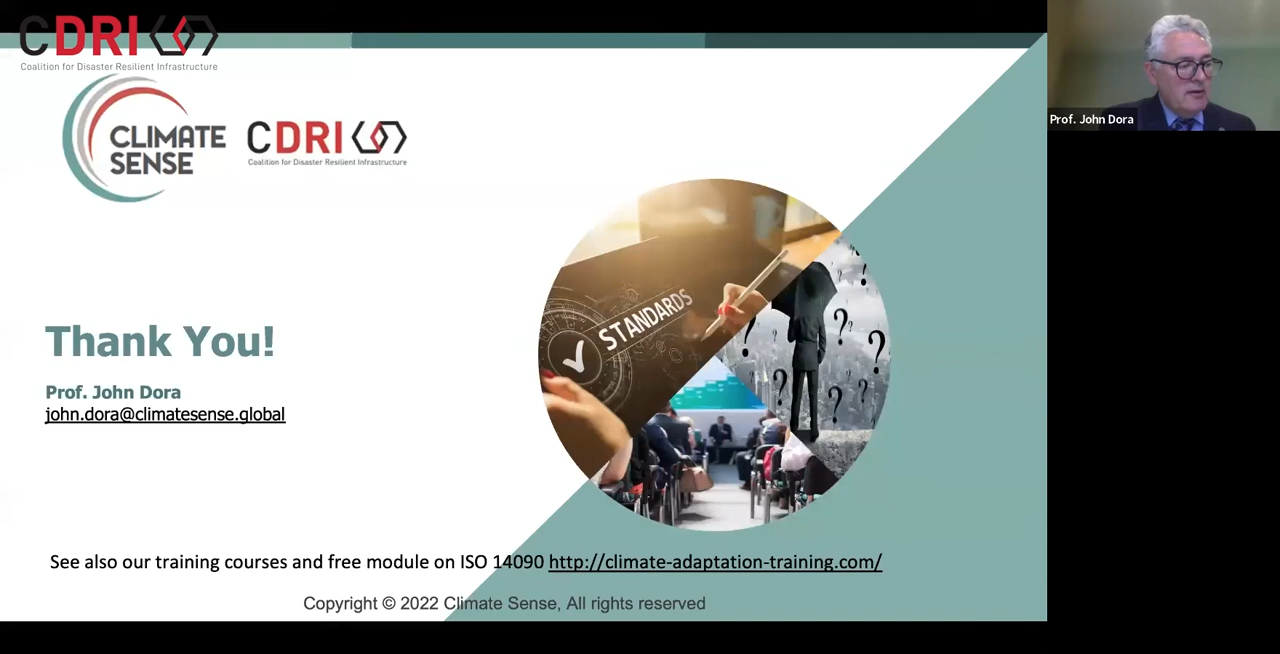 CDRI
Coalition for Disaster Resilient Infrastructure
CLIMATE
SENSE
CDRI
Coalition for Disaster Resilient Infrastructure
Prof. John Dora
STANDARDS
? ? ? ? ? ? ? ?
Thank You!
Prof. John Dora
john.dora@climatesense.global
See also our training courses and free module on ISO 14090 http://climate-adaptation-training.com/
Copyright © 2022 Climate Sense, All rights reserved